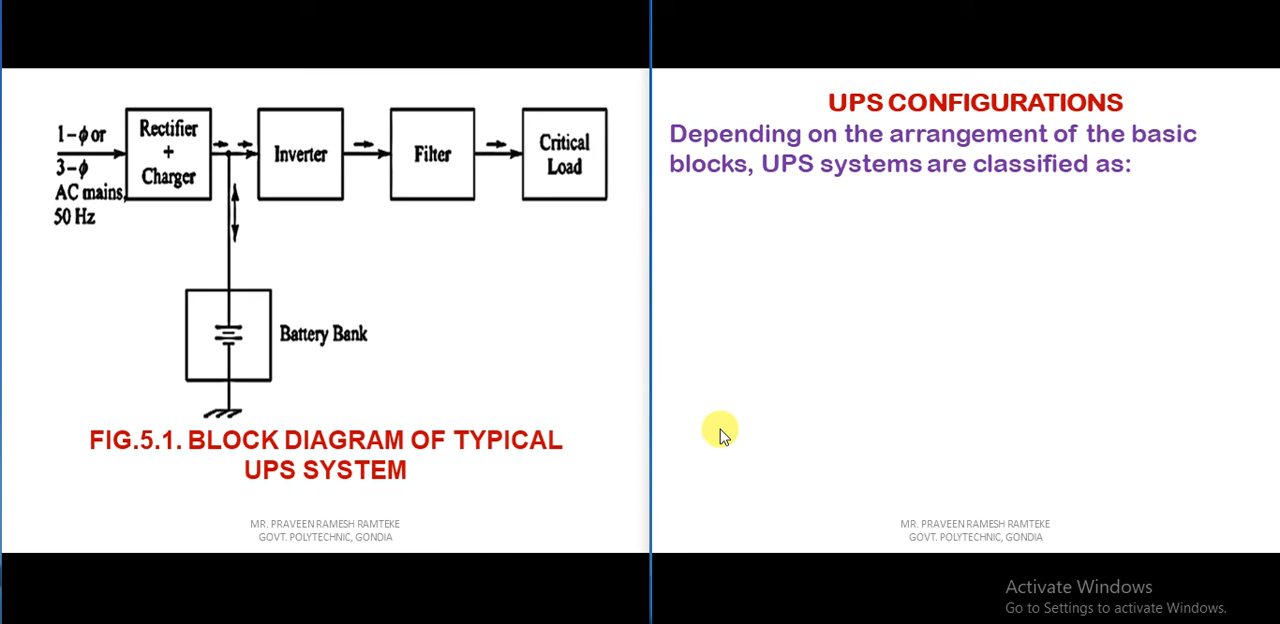 1-ϕ or
3-ϕ
AC mains,
50 Hz
Rectifier
+
Charger
Inverter
Filter
Critical
Load
Battery Bank
FIG.5.1. BLOCK DIAGRAM OF TYPICAL
UPS SYSTEM
MR. PRAVEEN RAMESH RAMTEKE
GOVT. POLYTECHNIC, GONDIA
UPS CONFIGURATIONS
Depending on the arrangement of the basic
blocks, UPS systems are classified as:
MR. PRAVEEN RAMESH RAMTEKE
GOVT. POLYTECHNIC, GONDIA
Activate Windows
Go to Settings to activate Windows.